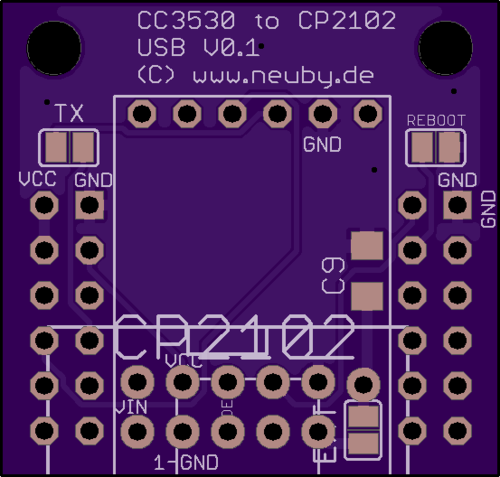 CC3530 to CP2102
USB V0.1
(C) www.neuby.de
TX
GND
REBOOT
VCC GND
GND
GND
C9
CP2102
VCC
VIN
1-GND